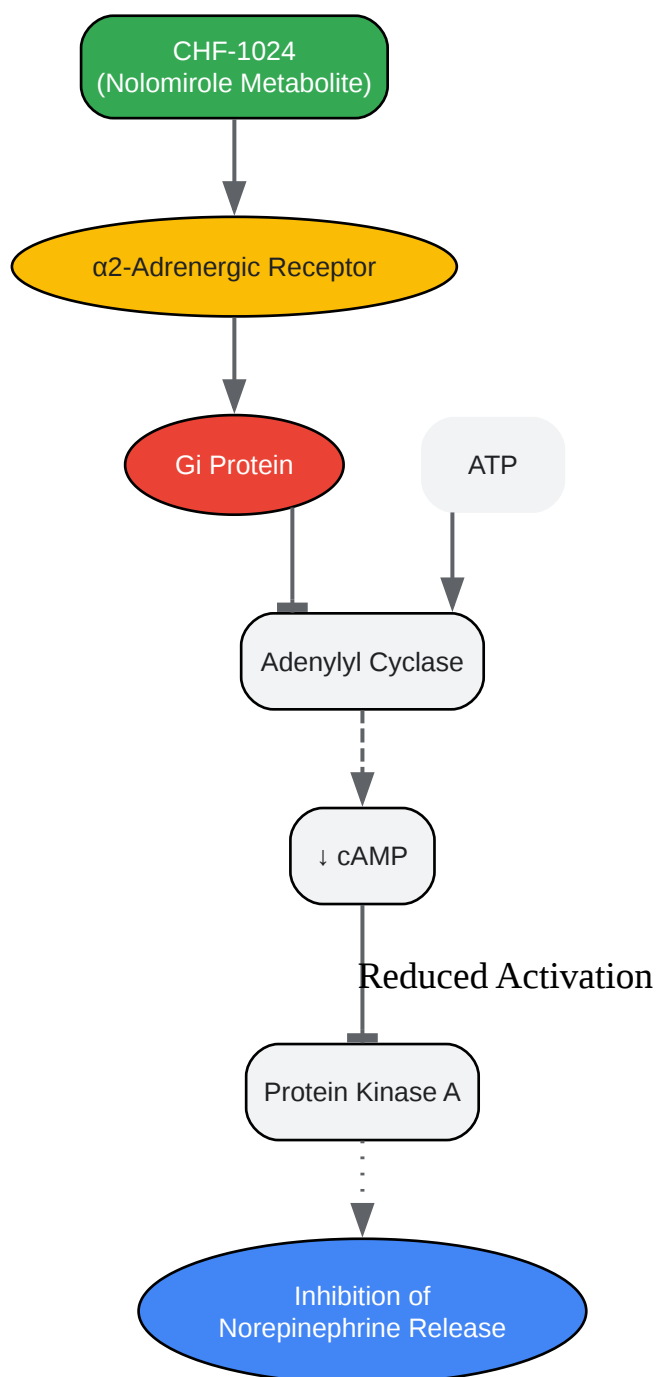 CHF-1024
(Nolomirole Metabolite)
α2-Adrenergic Receptor
Gi Protein
ATP
Adenylyl Cyclase
↓ cAMP
Reduced Activation
Protein Kinase A
Inhibition of
Norepinephrine Release